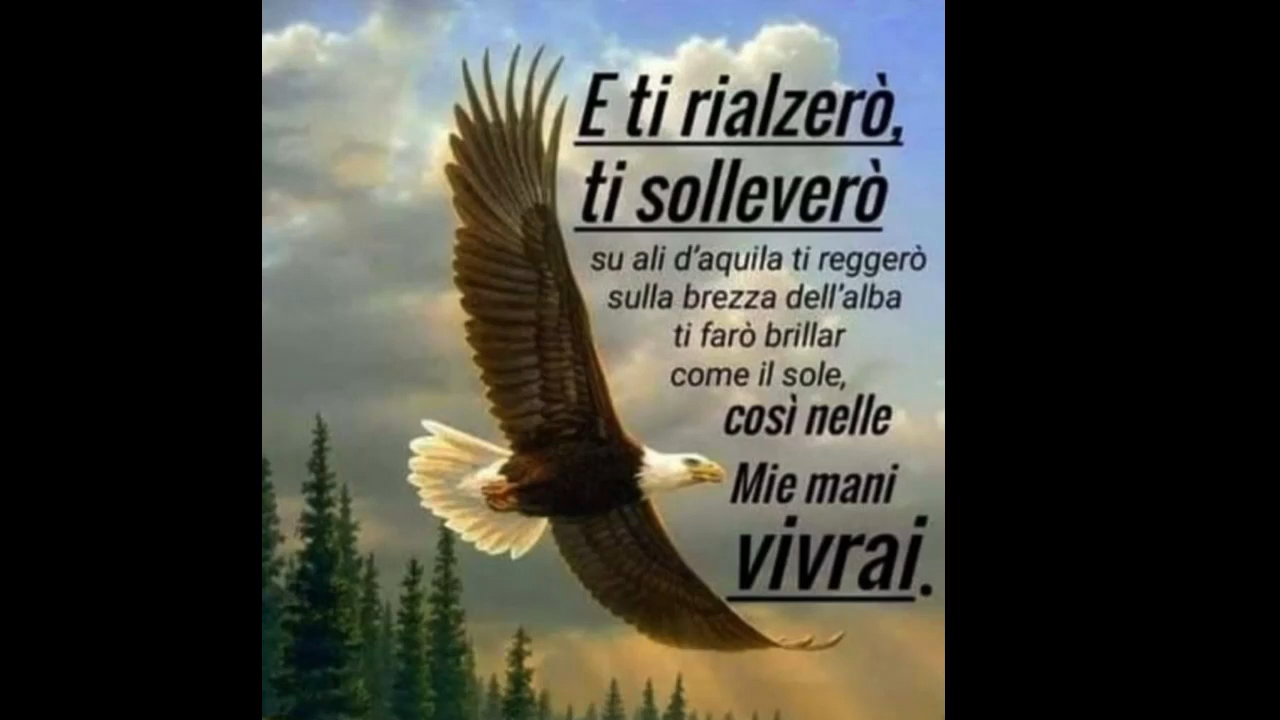 E ti rialzerò,
ti solleverò
su ali d'aquila ti reggerò
sulla brezza dell'alba
ti farò brillar
come il sole,
così nelle
Mie mani
vivrai.